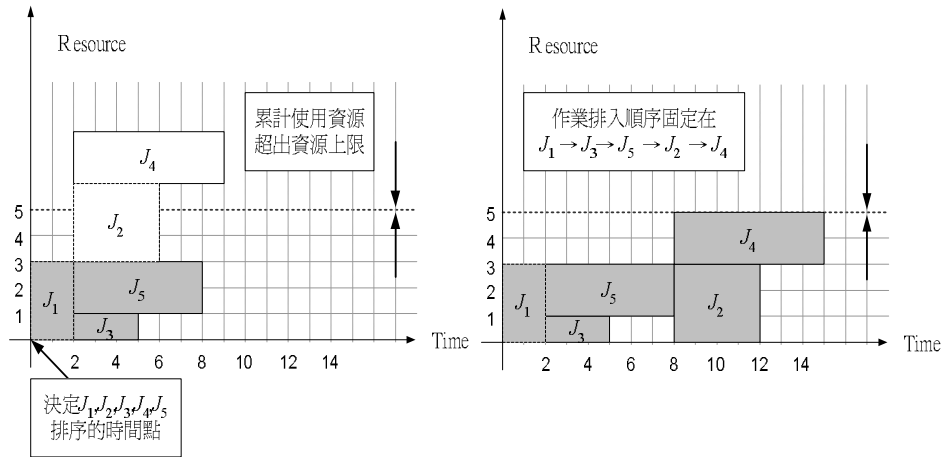 Resource
累計使用資源
超出資源上限
J4
J2
5
4
3
2
1
J1
J5
J3
Time
2 4 6 8 10 12 14
決定J1,J2,J3,J4,J5
排序的時間點
Resource
作業排入順序固定在
J1→J3→J5→J2→J4
5
4
3
2
1
J4
J1
J5
J2
J3
Time
2 4 6 8 10 12 14